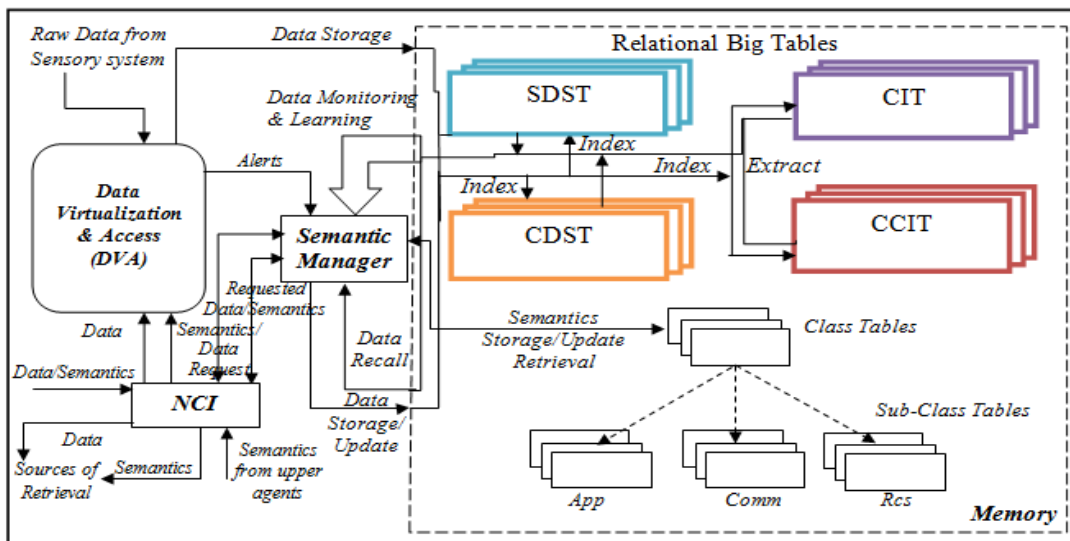 Raw Data from
Sensory system
Data Storage
Relational Big Tables
SDST
CIT
Data Monitoring
& Learning
Index
Alerts
Index
Index
Extract
Data
Virtualization
& Access
(DVA)
Semantic
Manager
CDST
CCIT
Requested
Data/Semantics
Data
Semantics/
Data
Request
Data
Recall
Semantics
Storage/Update
Retrieval
Class Tables
Data/Semantics
NCI
Data
Storage/
Update
Sub-Class Tables
Data
Sources of
Retrieval
Semantics
Semantics
from upper
agents
App
Comm
Rcs
Memory